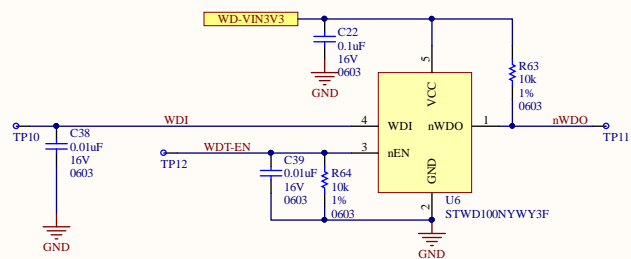 WD-VIN3V3
C22
0.1uF
16V
0603
GND
R63
10k
1%
0603
5
VCC
WDI
4
WDI
nWDO
1
nWDO
TP10
TP11
C38
0.01uF
16V
0603
GND
TP12
WDT-EN
3
nEN
C39
0.01uF
16V
0603
R64
10k
1%
0603
GND
2
U6
STWD100NYWY3F
GND